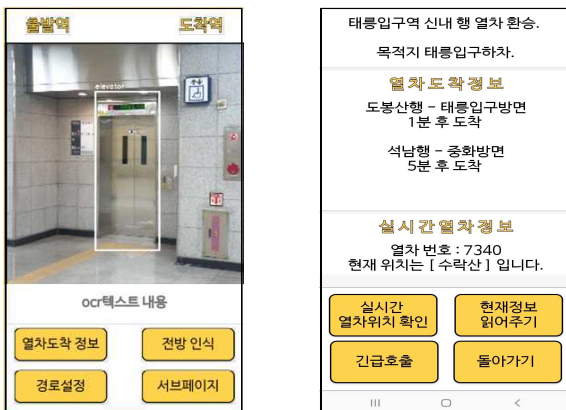 출발역 도착역
elevator
ocr텍스트 내용
열차도착 정보 전방 인식
경로설정 서브페이지
태릉입구역 신내 행 열차 환승.
목적지 태릉입구하차.
열차도착정보
도봉산행 - 태릉입구방면
1분 후 도착
석남행 - 중화방면
5분 후 도착
실시간열차정보
열차 번호 : 7340
현재 위치는 [ 수락산 ] 입니다.
실시간
열차위치 확인
현재정보
읽어주기
긴급호출 돌아가기